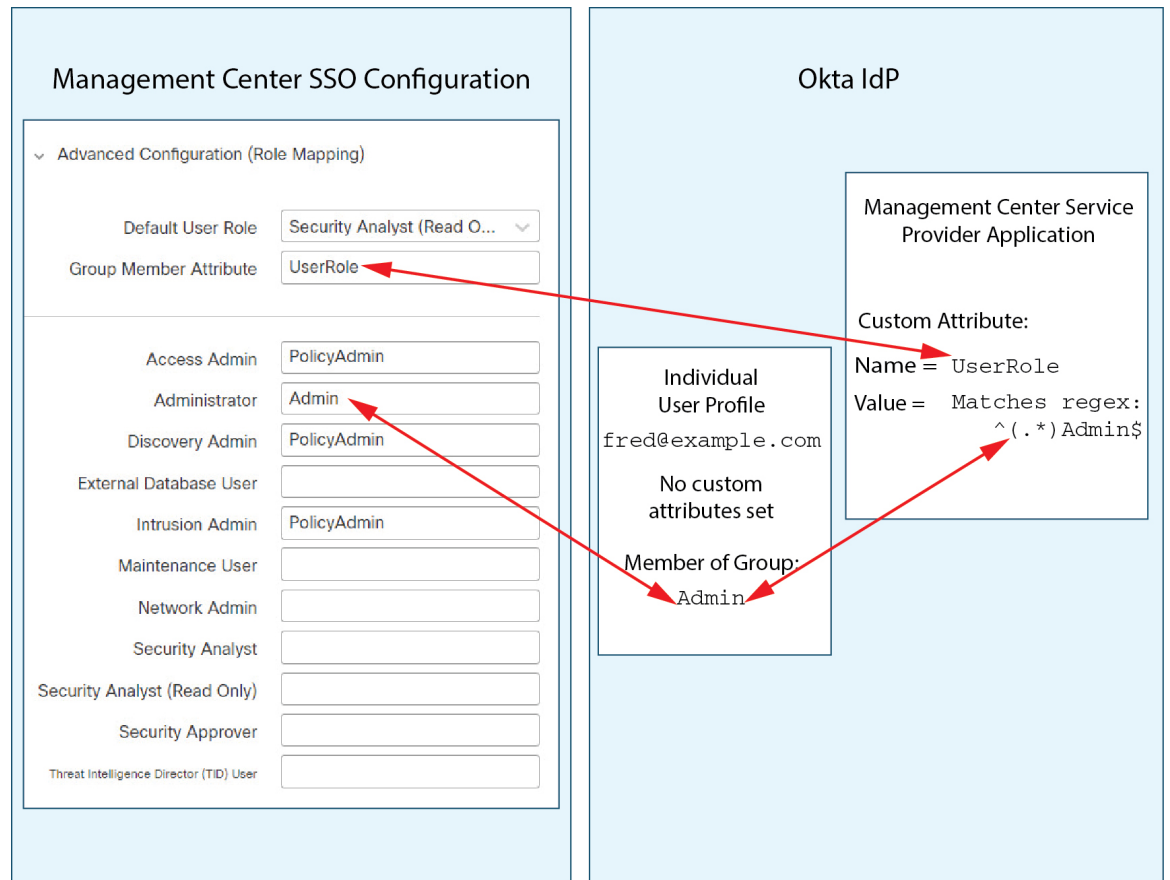 Management Center SSO Configuration
Advanced Configuration (Role Mapping)
Default User Role Security Analyst (Read O...
Group Member Attribute UserRole
Access Admin PolicyAdmin
Administrator Admin
Discovery Admin PolicyAdmin
External Database User
Intrusion Admin PolicyAdmin
Maintenance User
Network Admin
Security Analyst
Security Analyst (Read Only)
Security Approver
Threat Intelligence Director (TID) User
Okta IdP
Individual
User Profile
fred@example.com
No custom
attributes set
Member of Group:
Admin
Management Center Service
Provider Application
Custom Attribute:
Name = UserRole
Value = Matches regex:
^(.*)Admin$